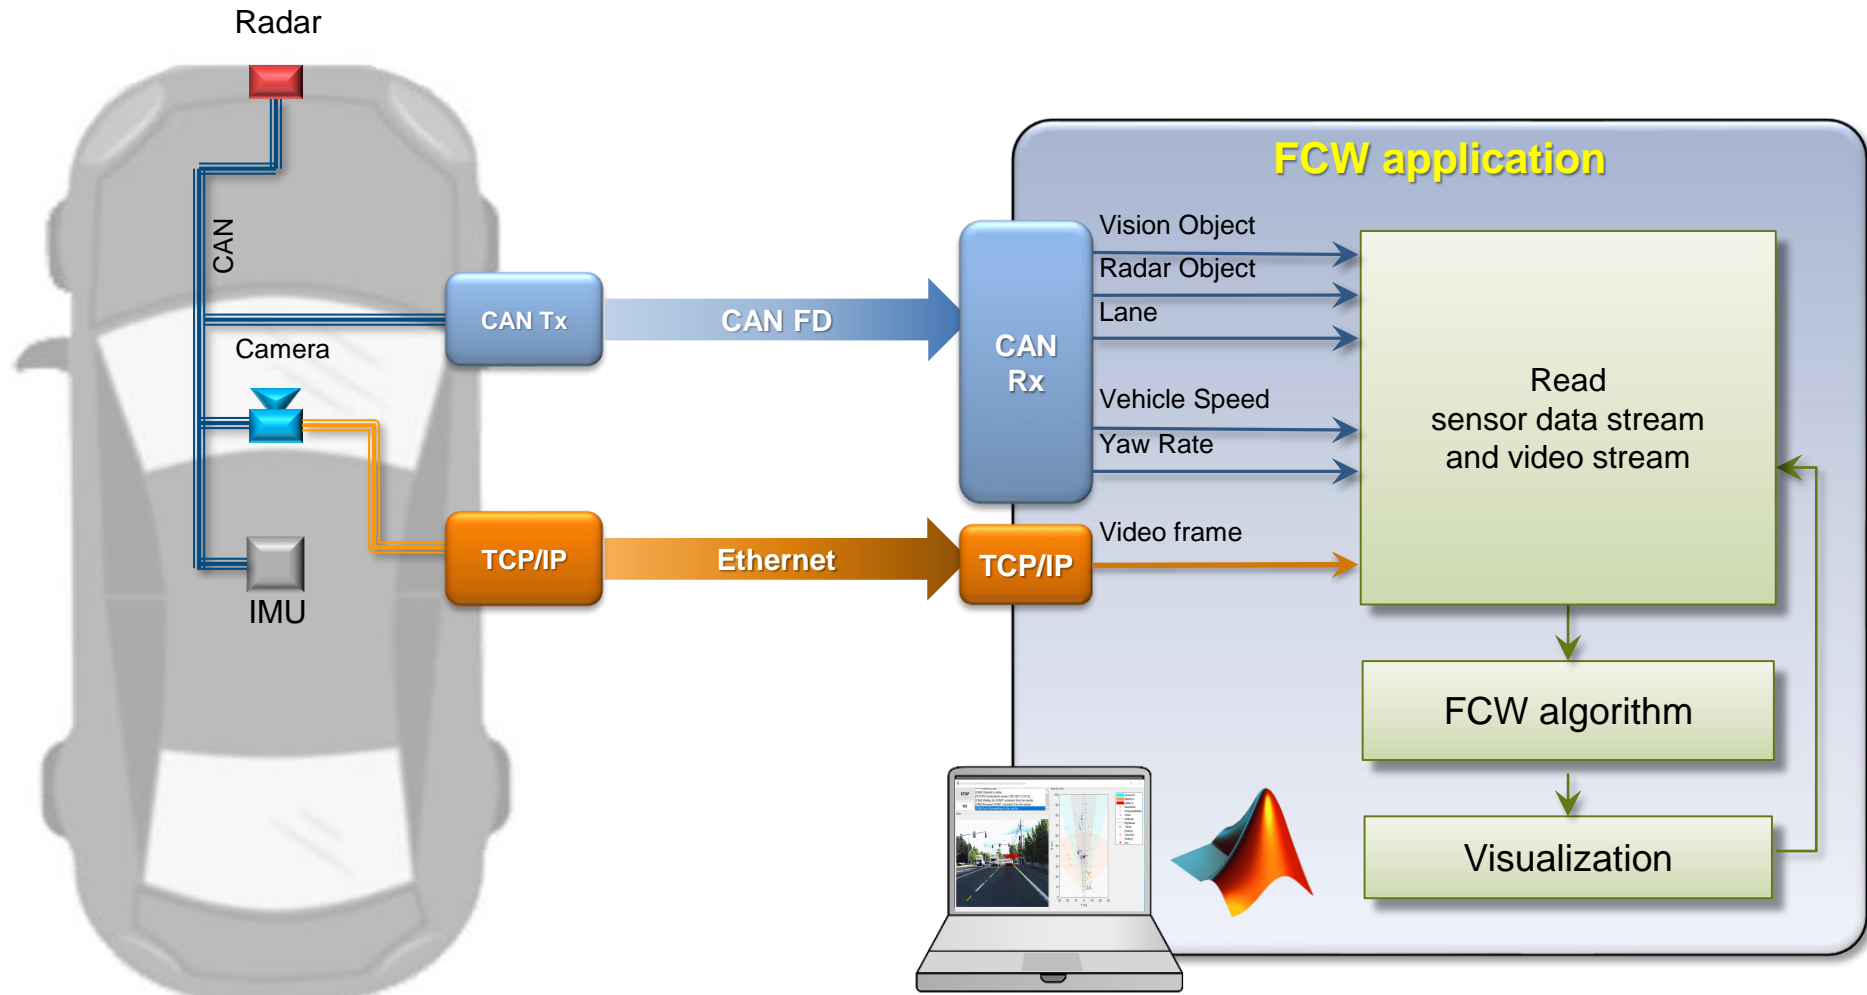 Radar
FCW application
CAN
Vision Object
Radar Object
Lane
CAN Tx
CAN FD
CAN
Rx
Camera
Vehicle Speed
Yaw Rate
Read
sensor data stream
and video stream
TCP/IP
Ethernet
TCP/IP
Video frame
IMU
FCW algorithm
Visualization
STOP